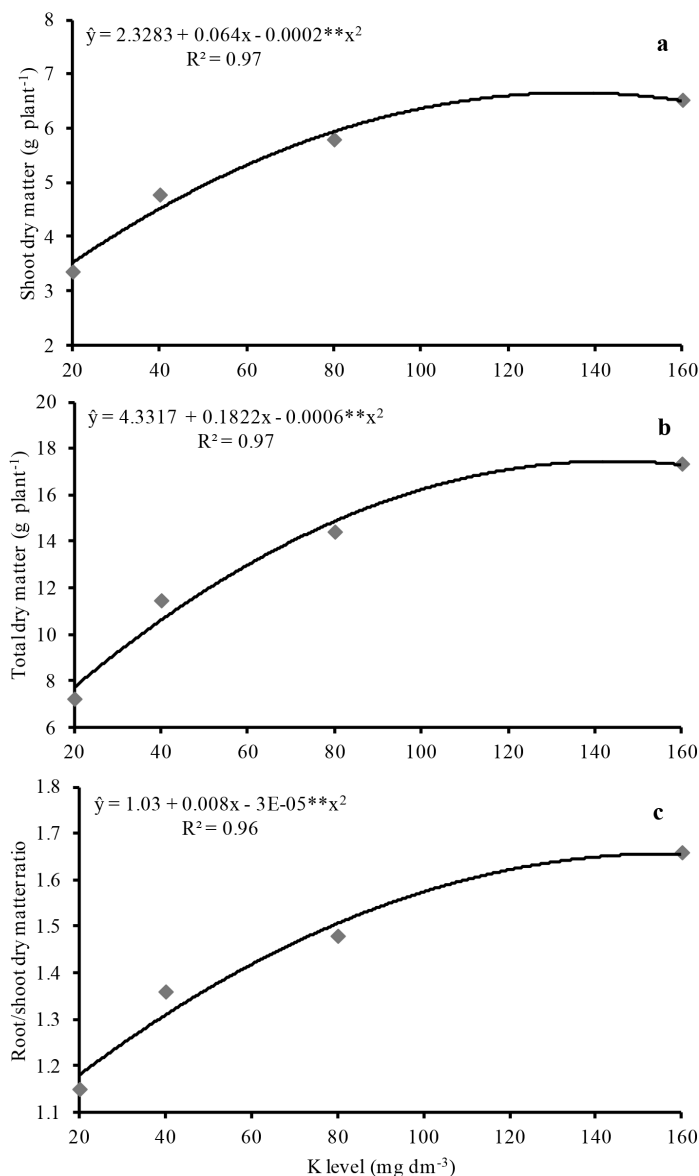 ŷ = 2.3283 + 0.064x - 0.0002**x²
R² = 0.97
a
Shoot dry matter (g plant⁻¹)
8
7
6
5
4
3
2
20 40 60 80 100 120 140 160
ŷ = 4.3317 + 0.1822x - 0.0006**x²
R² = 0.97
b
Total dry matter (g plant⁻¹)
20
18
16
14
12
10
8
6
20 40 60 80 100 120 140 160
ŷ = 1.03 + 0.008x - 3E-05**x²
R² = 0.96
c
Root/shoot dry matter ratio
1.8
1.7
1.6
1.5
1.4
1.3
1.2
1.1
20 40 60 80 100 120 140 160
K level (mg dm⁻³)